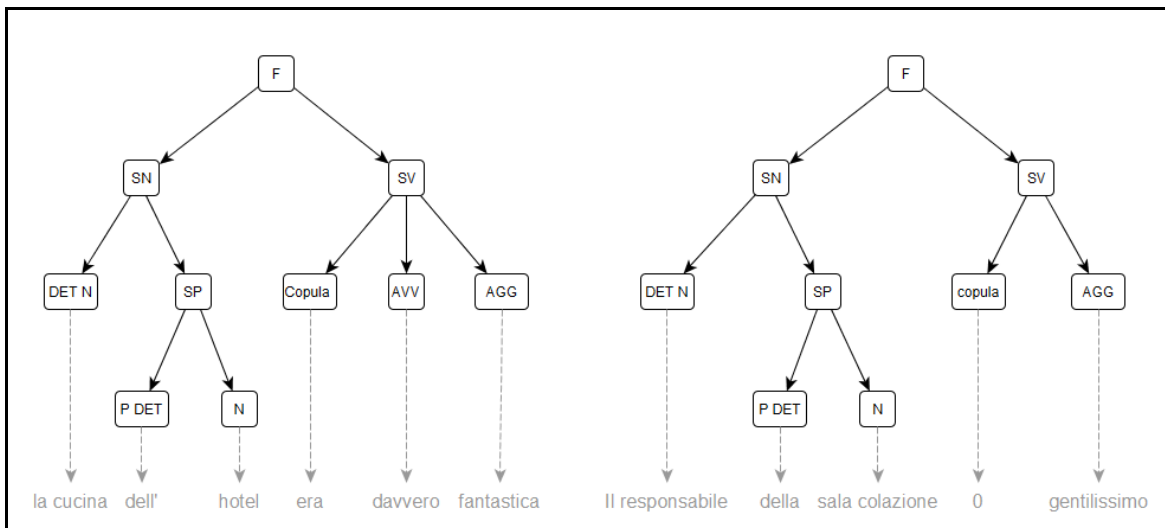 F F
SN SV SN SV
DET N SP Copula AVV AGG DET N SP copula AGG
P DET N P DET N
la cucina dell' hotel era davvero fantastica Il responsabile della sala colazione 0 gentilissimo